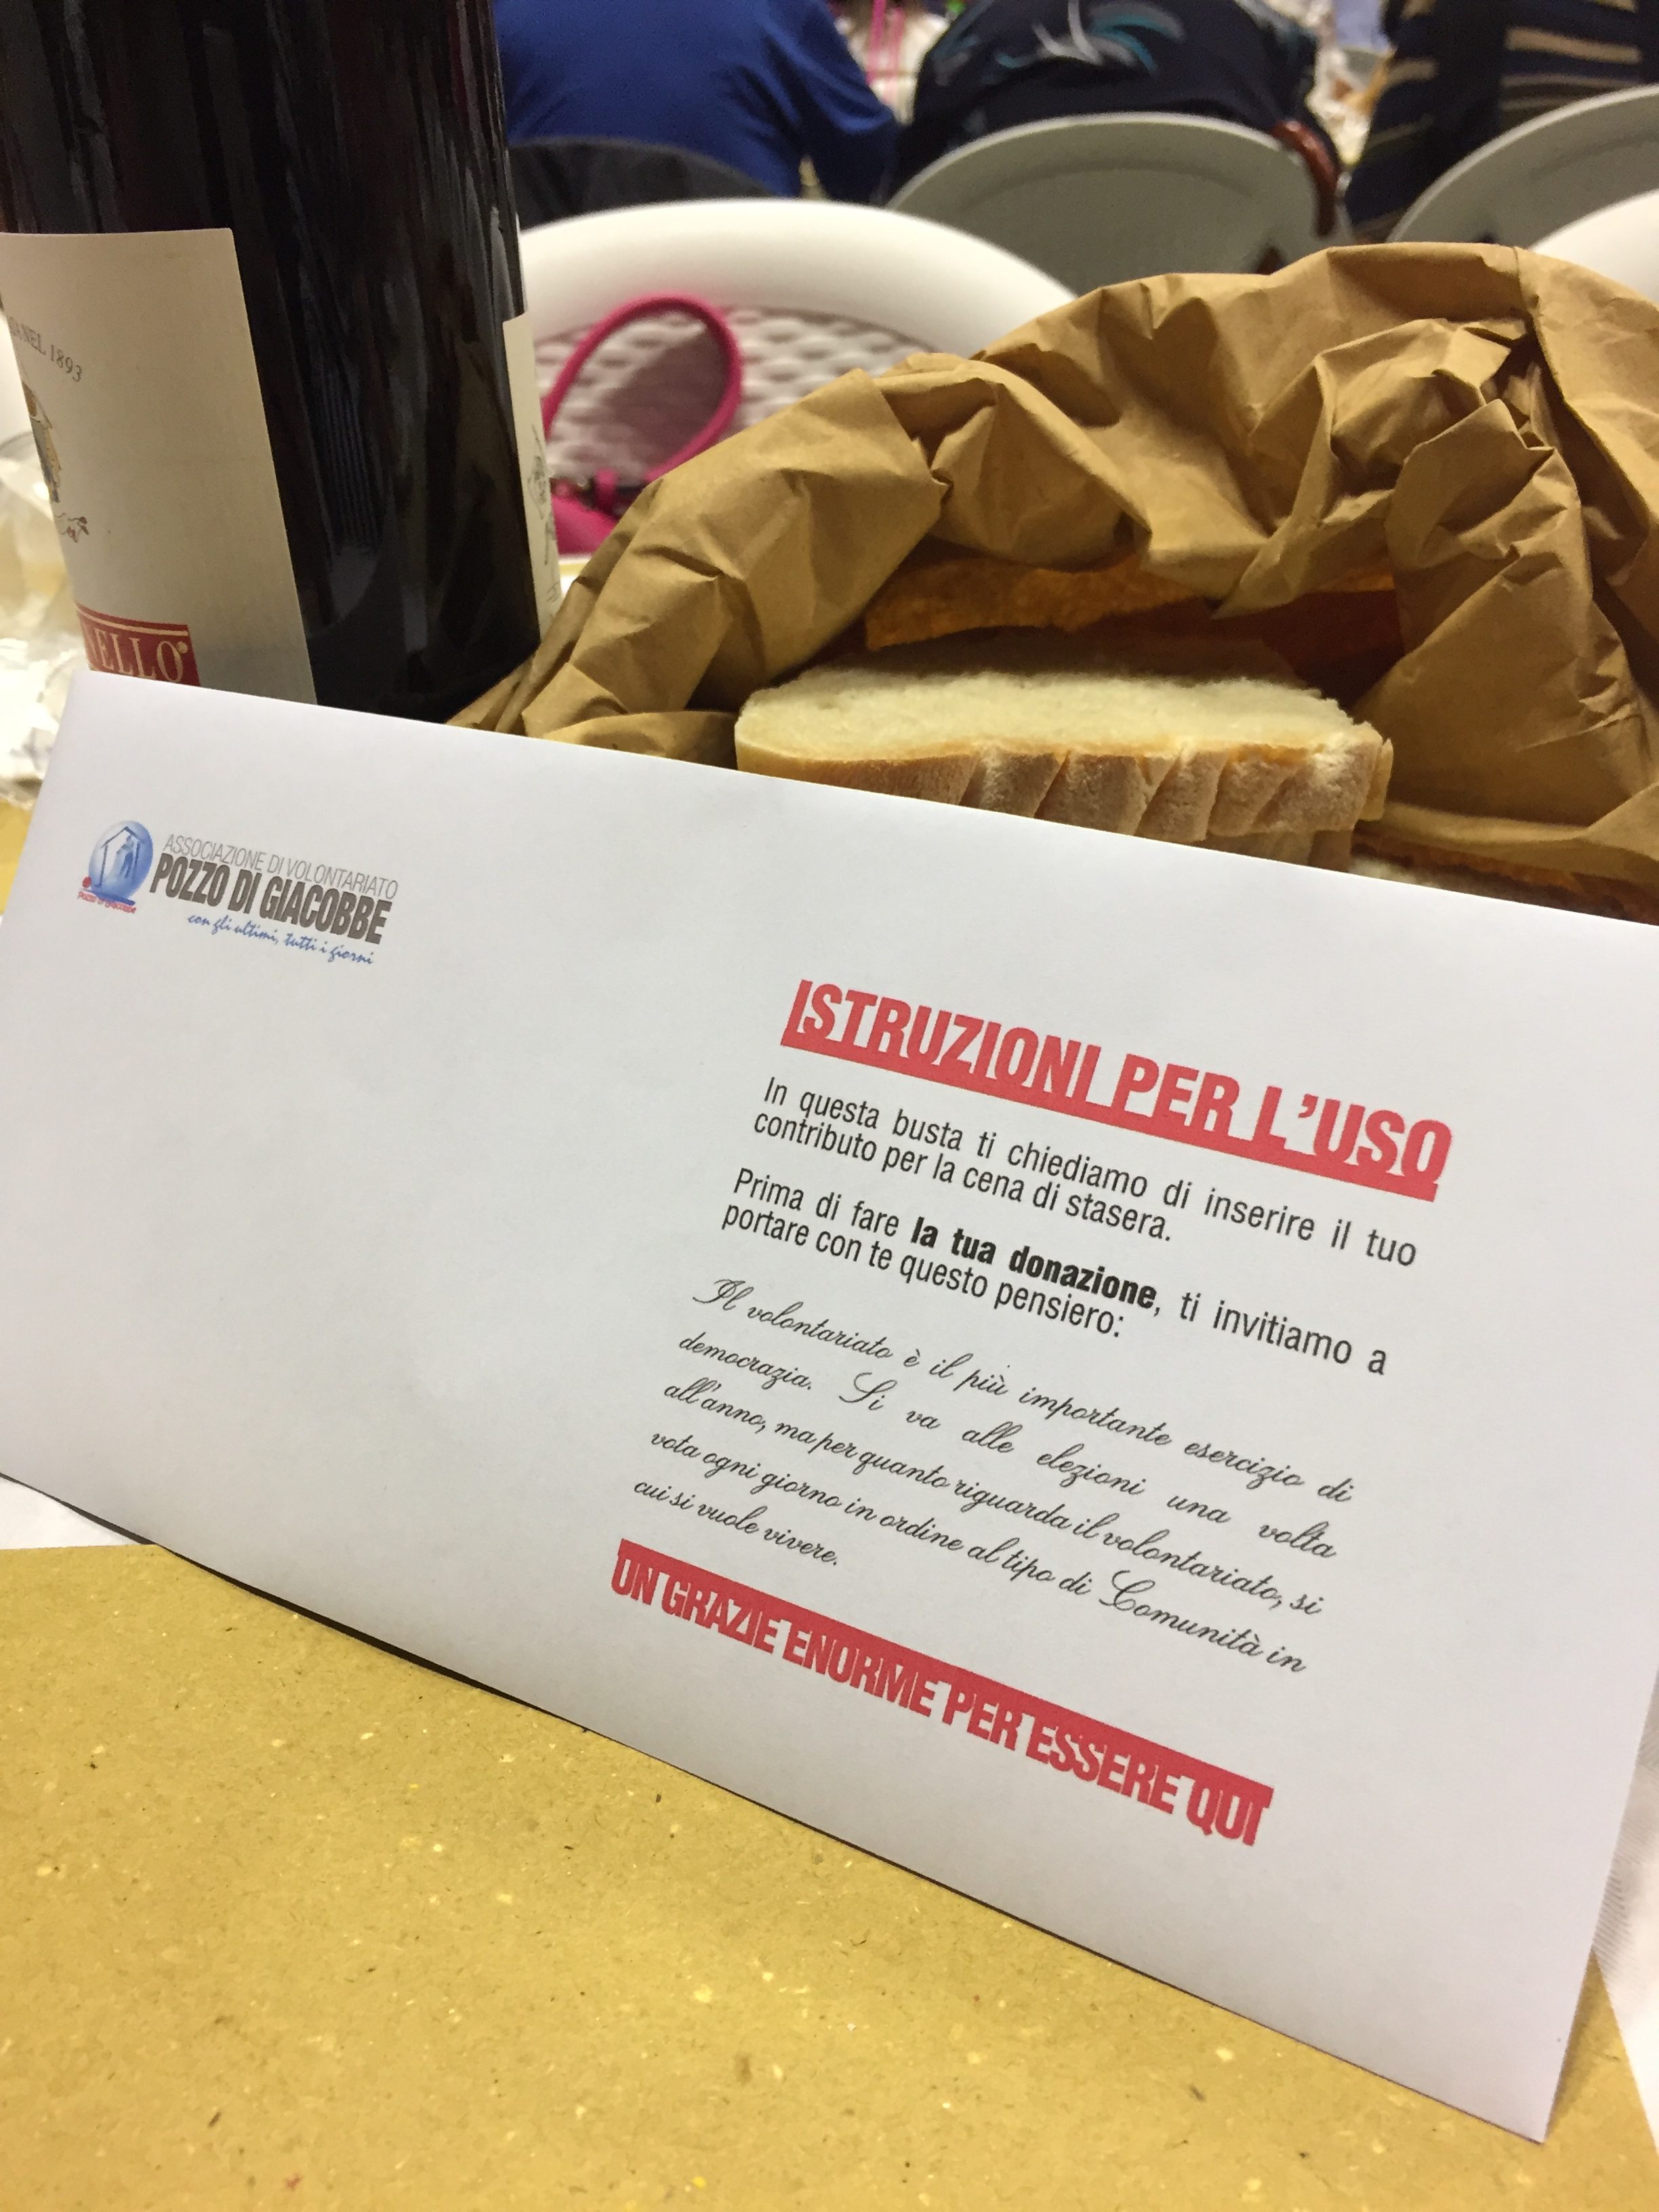 1893
NELLO®
ASSOCIAZIONE DI VOLONTARIATO
POZZO DI GIACOBBE
con gli ultimi, tutti i giorni
POZZO DI GIACOBBE
ISTRUZIONI PER L'USO
In questa busta ti chiediamo di inserire il tuo
contributo per la cena di stasera.
Prima di fare la tua donazione, ti invitiamo a
portare con te questo pensiero:
Il volontariato è il più importante esercizio di
democrazia. Si va alle elezioni una volta
all'anno, ma per quanto riguarda il volontariato, si
vota ogni giorno in ordine al tipo di Comunità in
cui si vuole vivere.
UN GRAZIE ENORME PER ESSERE QUI